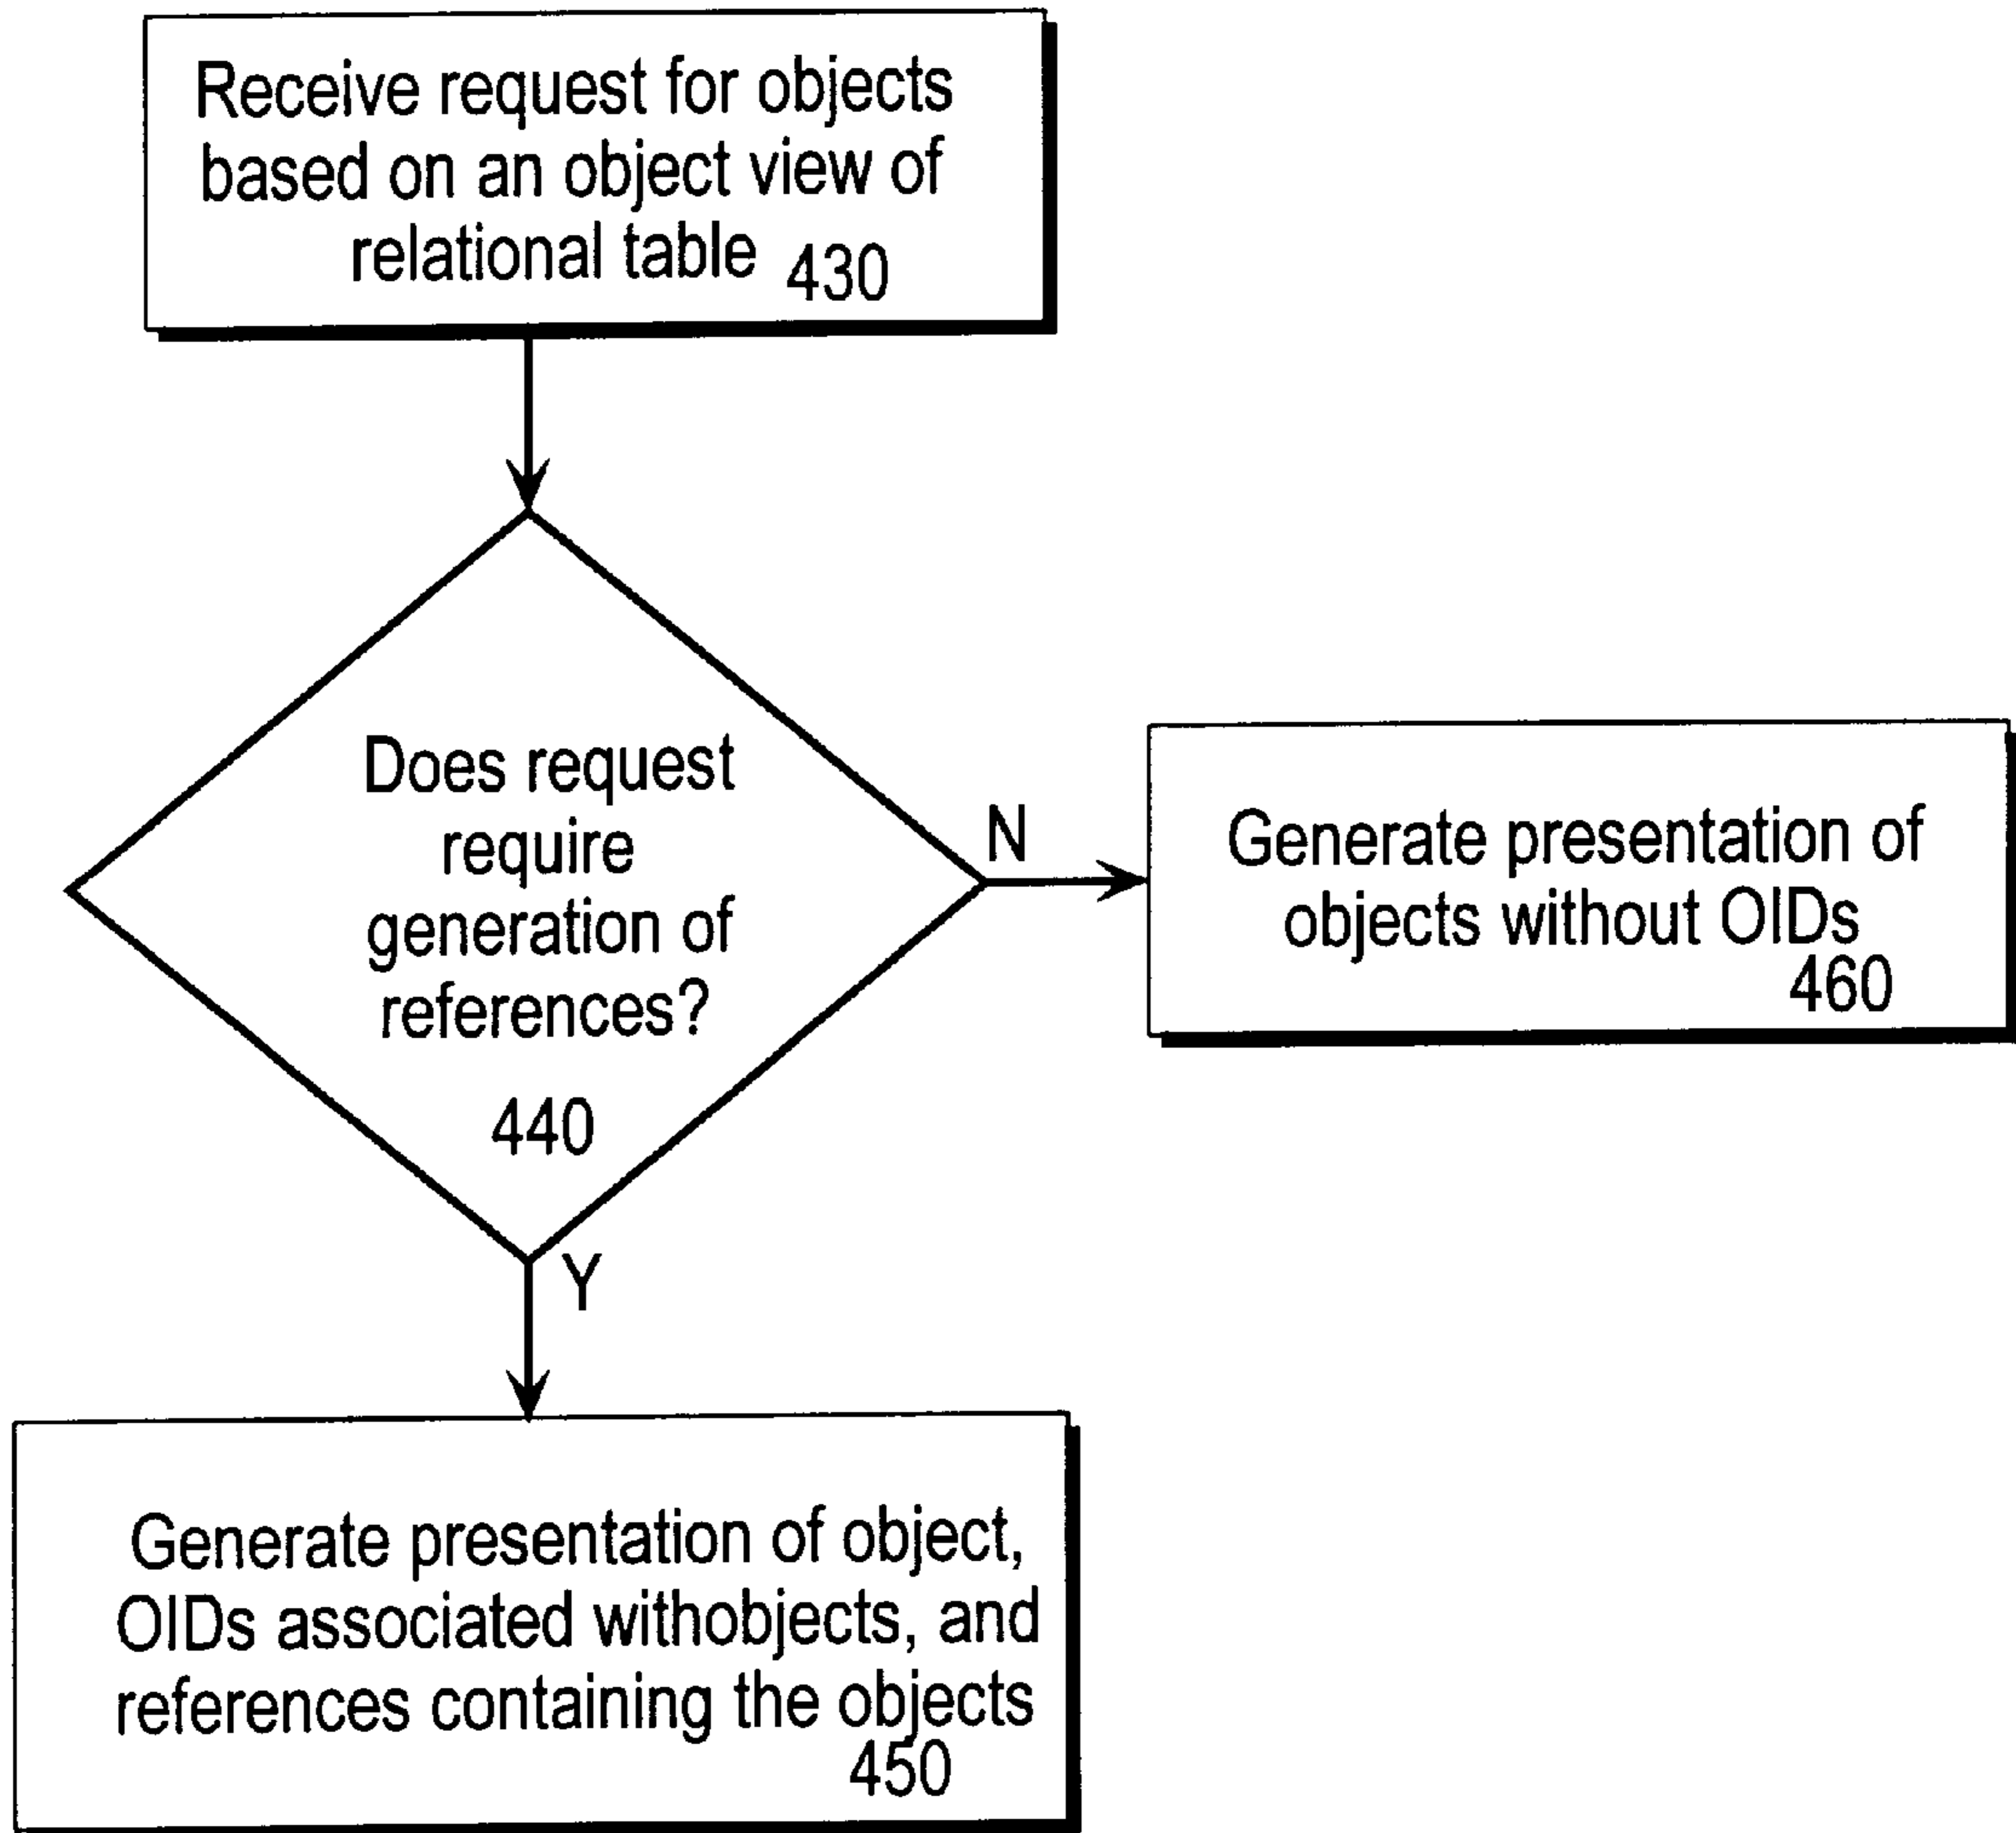 Receive request for objects
based on an object view of
relational table 430
Does request
require
generation of
references?
440
N
Generate presentation of
objects without OIDs
460
Y
Generate presentation of object,
OIDs associated withobjects, and
references containing the objects
450